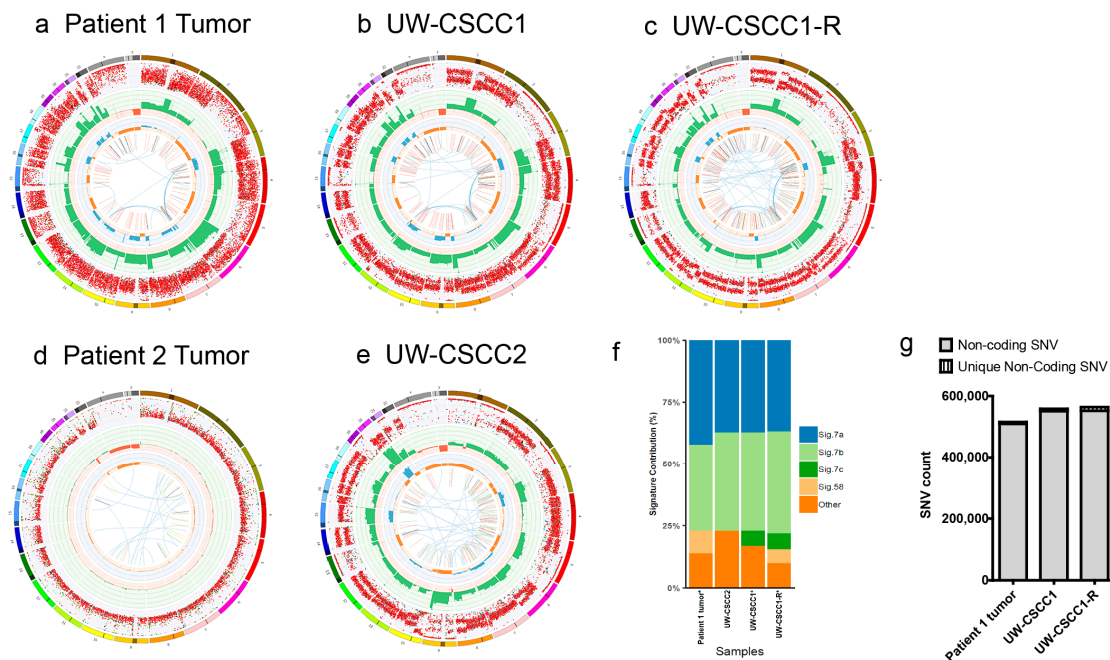 a Patient 1 Tumor
b UW-CSCC1
c UW-CSCC1-R
d Patient 2 Tumor
e UW-CSCC2
f
100%
75%
50%
25%
0%
Signature Contribution (%)
Patient 1 tumor*
UW-CSCC2
UW-CSCC1*
UW-CSCC1-R*
Samples
Sig.7a
Sig.7b
Sig.7c
Sig.58
Other
g
Non-coding SNV
Unique Non-Coding SNV
600,000
400,000
200,000
0
SNV count
Patient 1 tumor
UW-CSCC1
UW-CSCC1-R